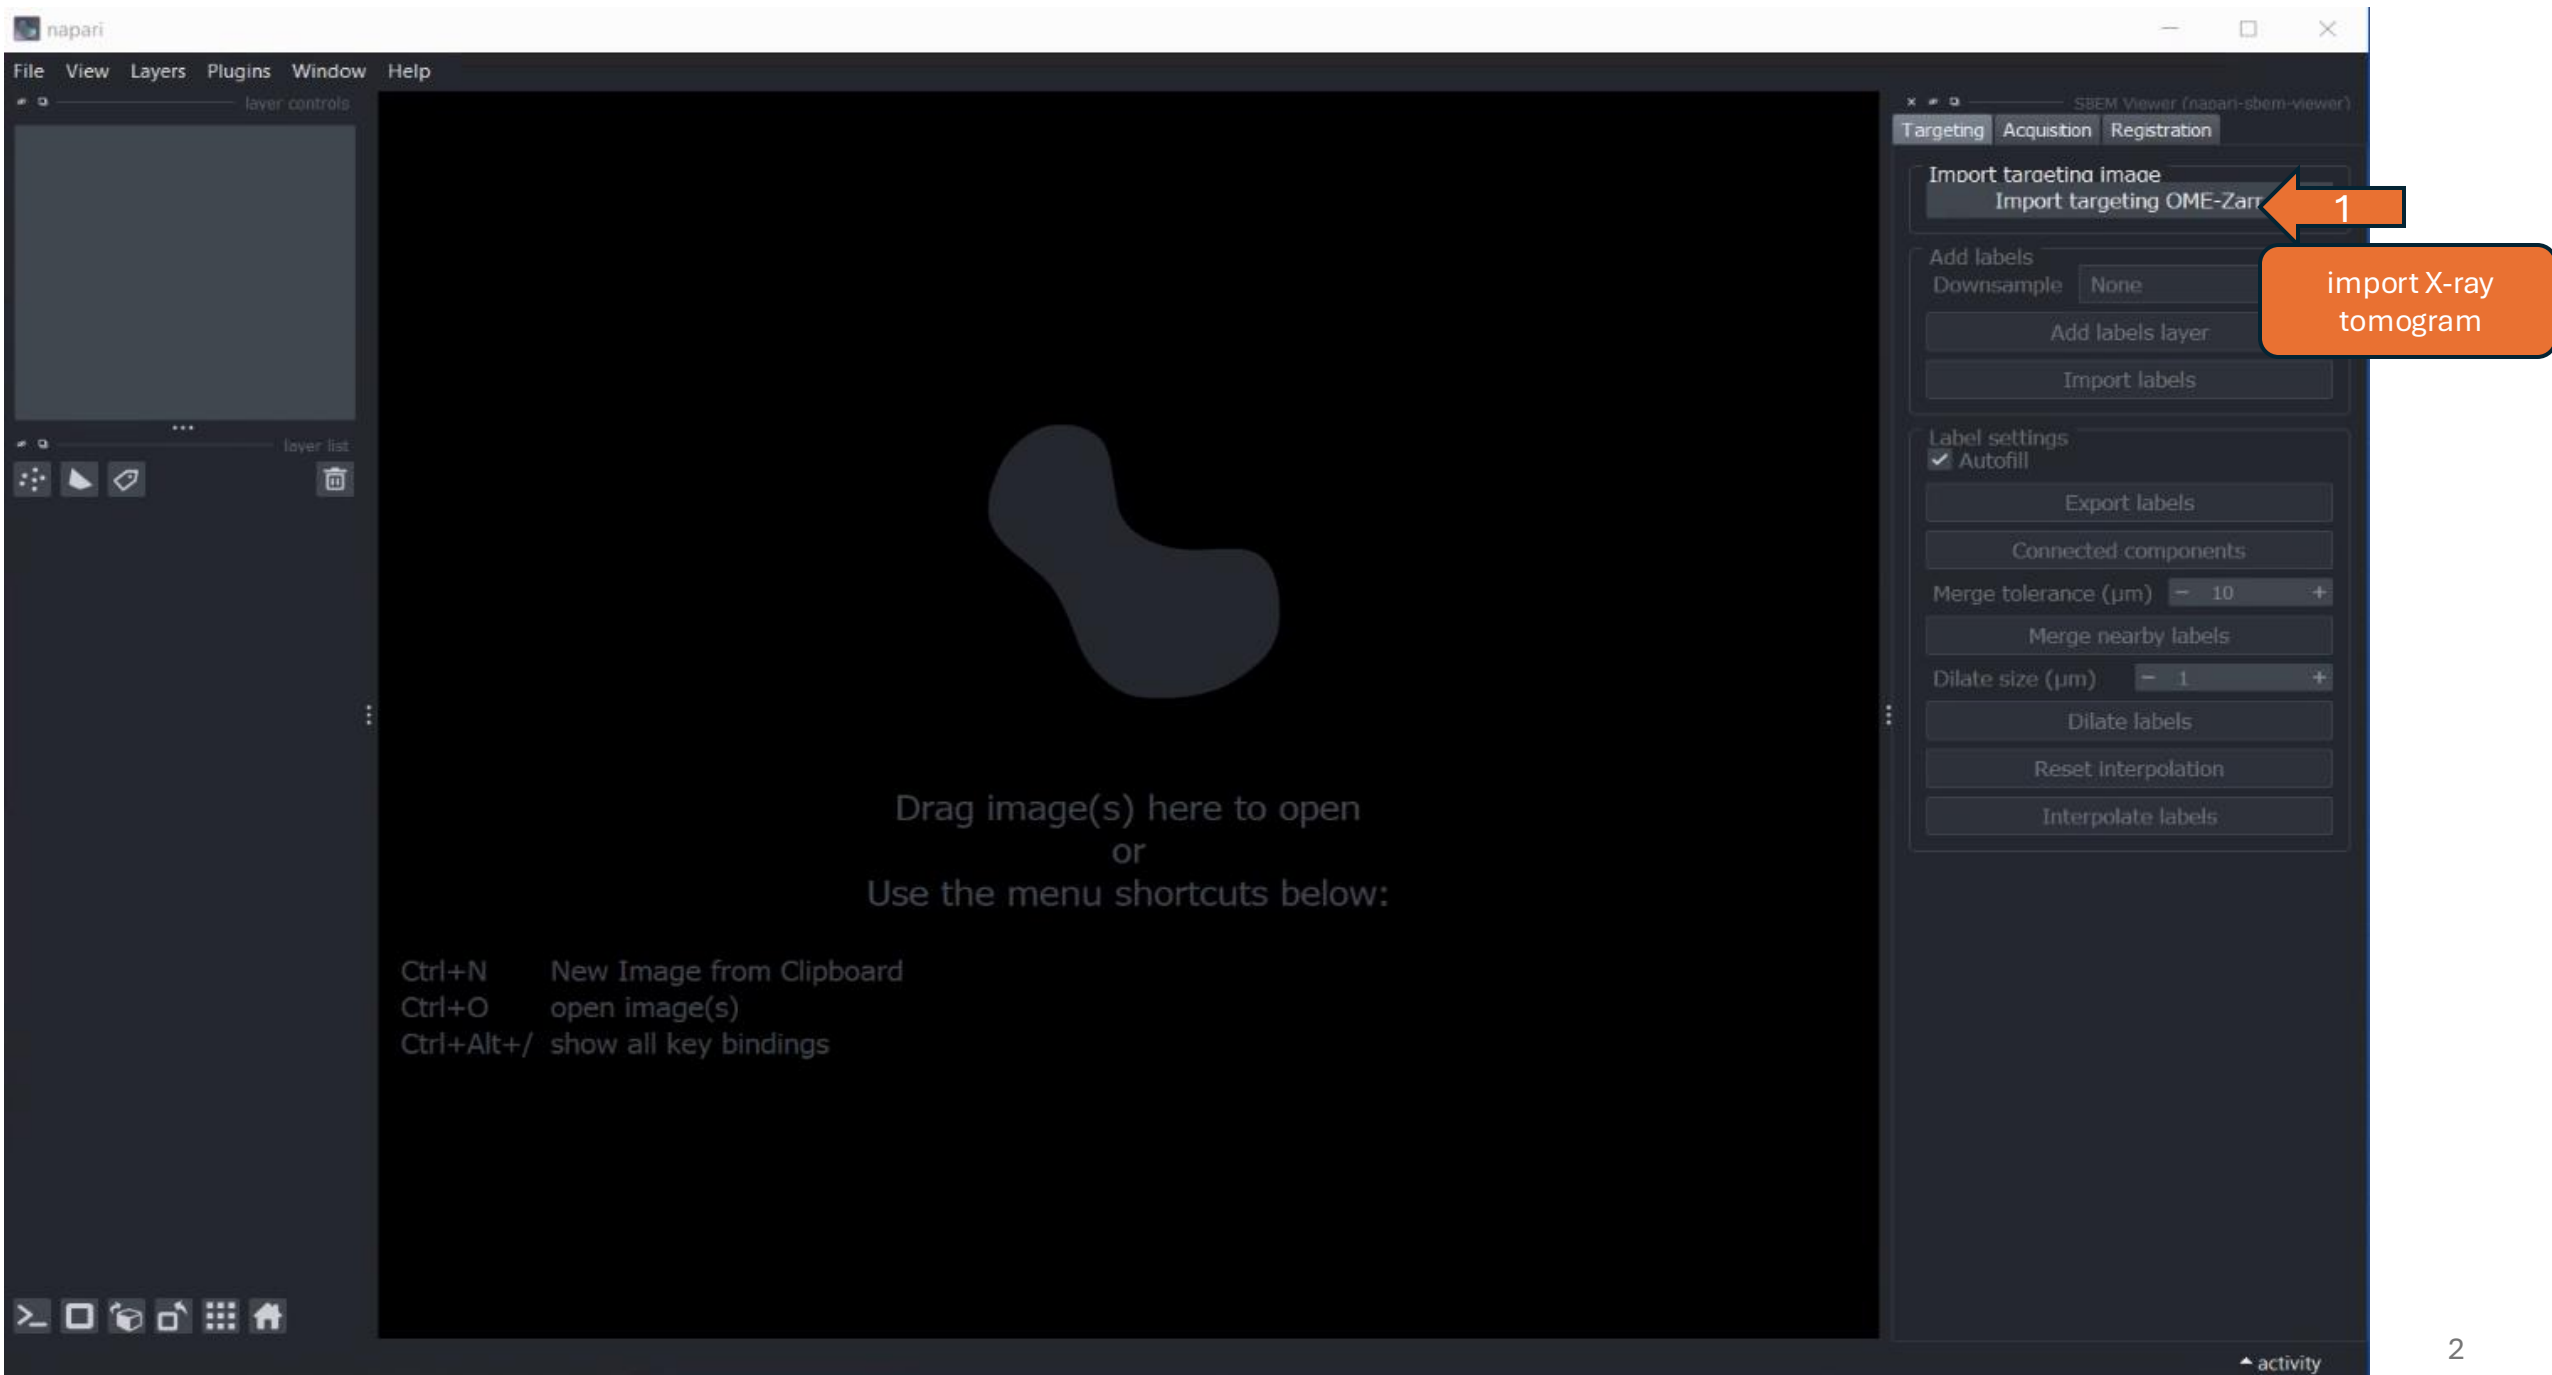 napari
File View Layers Plugins Window Help
layer controls
layer list
Drag image(s) here to open
or
Use the menu shortcuts below:
Ctrl+N New Image from Clipboard
Ctrl+O open image(s)
Ctrl+Alt+/ show all key bindings
SBEM Viewer (napari-sbem-viewer)
Targeting Acquisition Registration
Import targeting image
Import targeting OME-Zarr
1
import X-ray
tomogram
Add labels
Downsample None
Add labels layer
Import labels
Label settings
Autofill
Export labels
Connected components
Merge tolerance (μm) − 10 +
Merge nearby labels
Dilate size (μm) − 1 +
Dilate labels
Reset interpolation
Interpolate labels
activity
2